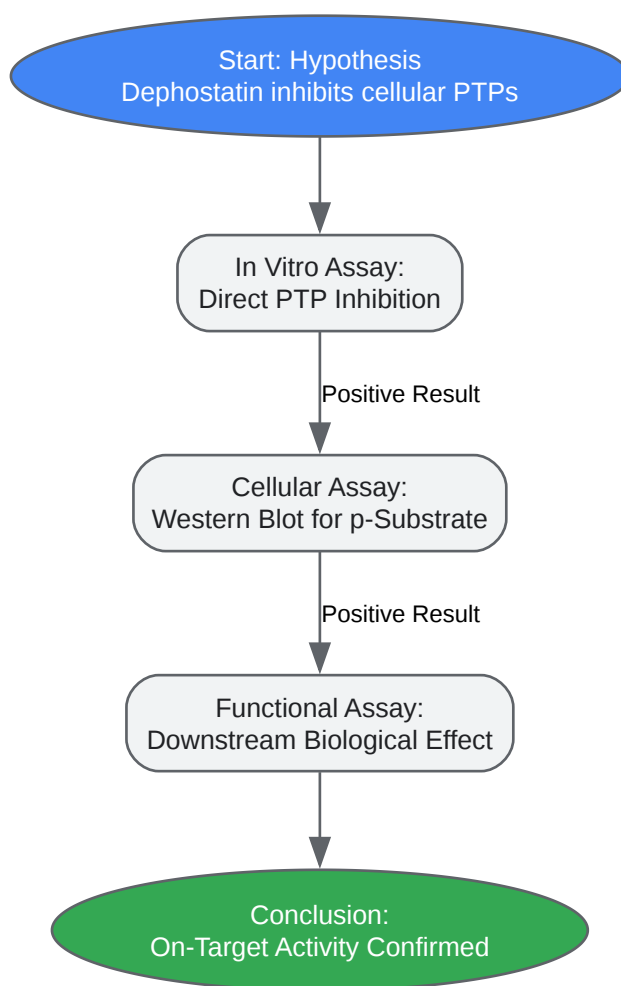 Start: Hypothesis
Dephostatin inhibits cellular PTPs
In Vitro Assay:
Direct PTP Inhibition
Positive Result
Cellular Assay:
Western Blot for p-Substrate
Positive Result
Functional Assay:
Downstream Biological Effect
Conclusion:
On-Target Activity Confirmed